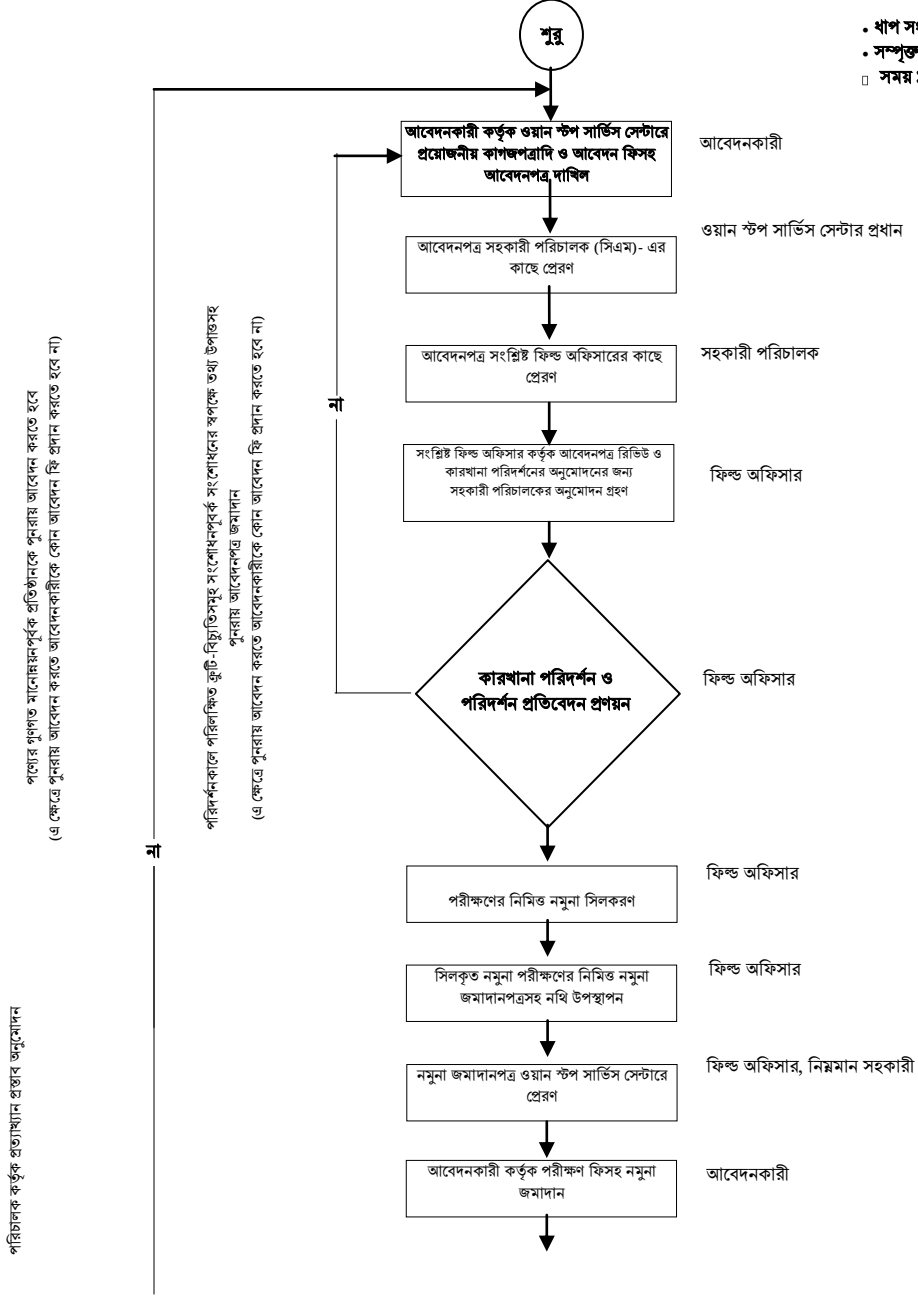 শুরু
• ধাপ
• সম্পৃক্ত
সময়
আবেদনকারী কর্তৃক ওয়ান স্টপ সার্ভিস সেন্টারে
প্রয়োজনীয় কাগজপত্রাদি ও আবেদন ফিসহ
আবেদনপত্র দাখিল
আবেদনকারী
আবেদনপত্র সহকারী পরিচালক (সিএম)- এর
কাছে প্রেরণ
ওয়ান স্টপ সার্ভিস সেন্টার প্রধান
আবেদনপত্র সংশ্লিষ্ট ফিল্ড অফিসারের কাছে
প্রেরণ
সহকারী পরিচালক
সংশ্লিষ্ট ফিল্ড অফিসার কর্তৃক আবেদনপত্র রিভিউ ও
কারখানা পরিদর্শনের অনুমোদনের জন্য
সহকারী পরিচালকের অনুমোদন গ্রহণ
ফিল্ড অফিসার
কারখানা পরিদর্শন ও
পরিদর্শন প্রতিবেদন প্রণয়ন
ফিল্ড অফিসার
না
পরিদর্শনকালে পরিলক্ষিত ত্রুটি-বিচ্যুতিসমূহ সংশোধনপূবর্ক সংশোধনের স্বপক্ষে তথ্য উপাত্তসহ
পুনরায় আবেদনপত্র জমাদান
(এ ক্ষেত্রে পুনরায় আবেদন করতে আবেদনকারীকে কোন আবেদন ফি প্রদান করতে হবে না)
না
পণ্যের গুণগত মানোন্নয়নপূর্বক প্রতিষ্ঠানকে পুনরায় আবেদন করতে হবে
(এ ক্ষেত্রে পুনরায় আবেদন করতে আবেদনকারীকে কোন আবেদন ফি প্রদান করতে হবে না)
পরিচালক কর্তৃক প্রত্যাখ্যান প্রস্তাব অনুমোদন
পরীক্ষণের নিমিত্ত নমুনা সিলকরণ
ফিল্ড অফিসার
সিলকৃত নমুনা পরীক্ষণের নিমিত্ত নমুনা
জমাদানপত্রসহ নথি উপস্থাপন
ফিল্ড অফিসার
নমুনা জমাদানপত্র ওয়ান স্টপ সার্ভিস সেন্টারে
প্রেরণ
ফিল্ড অফিসার, নিম্নমান সহকারী
আবেদনকারী কর্তৃক পরীক্ষণ ফিসহ নমুনা
জমাদান
আবেদনকারী